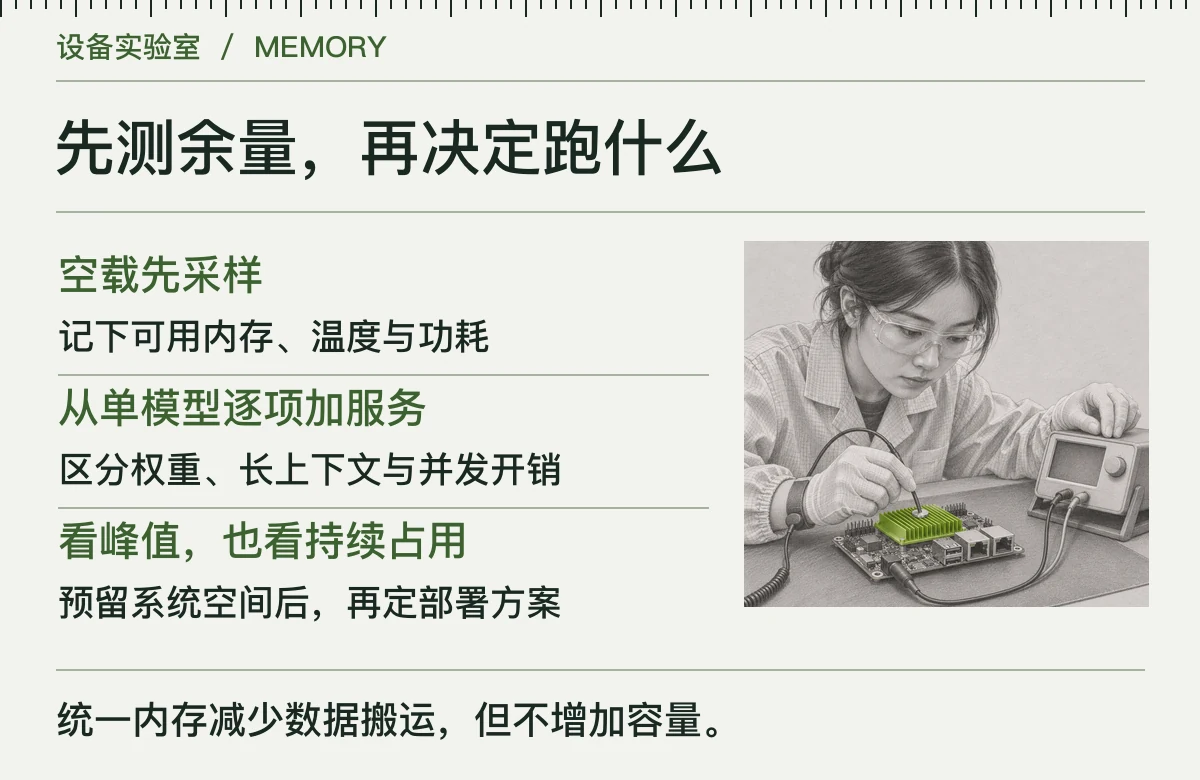 设备实验室 / MEMORY
先测余量，再决定跑什么
空载先采样
记下可用内存、温度与功耗
从单模型逐项加服务
区分权重、长上下文与并发开销
看峰值，也看持续占用
预留系统空间后，再定部署方案
统一内存减少数据搬运，但不增加容量。